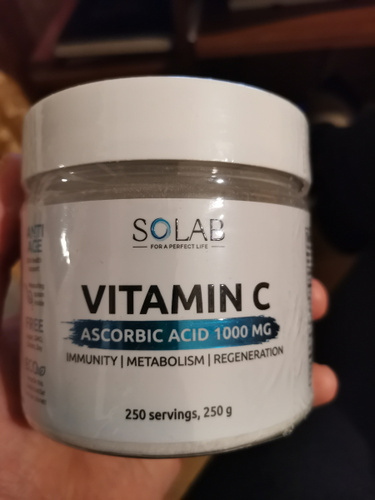 SOLAB
FOR A PERFECT LIFE
VITAMIN C
ASCORBIC ACID 1000 MG
IMMUNITY | METABOLISM | REGENERATION
250 servings, 250 g